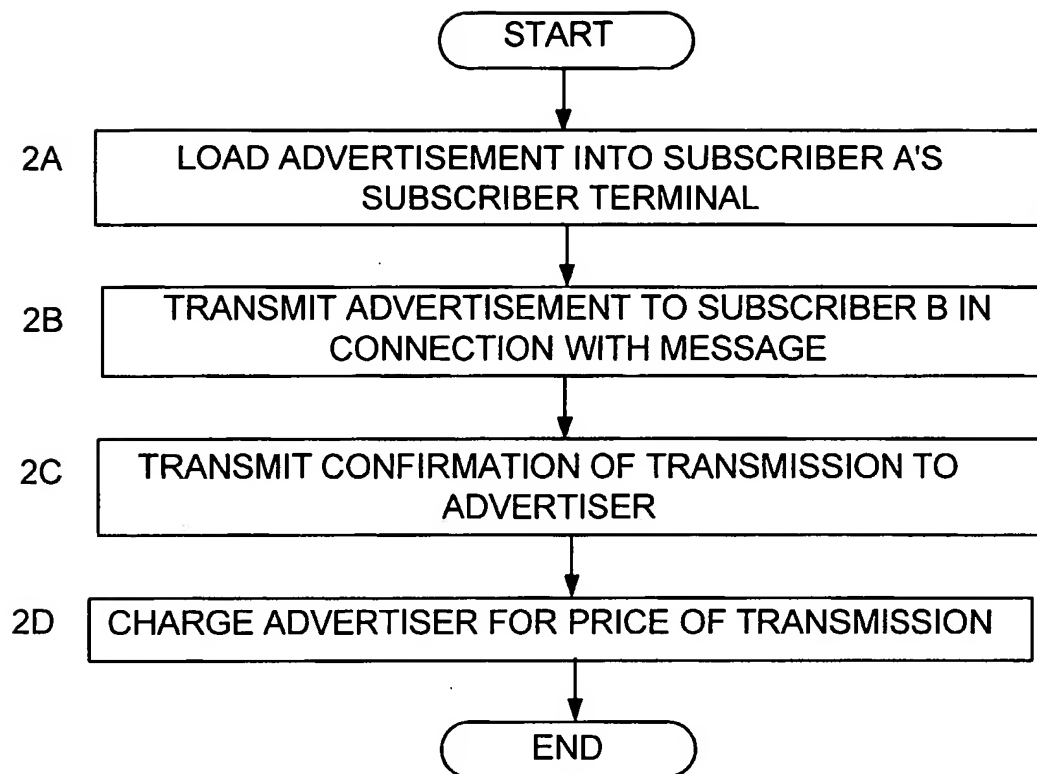 START
2A
LOAD ADVERTISEMENT INTO SUBSCRIBER A'S
SUBSCRIBER TERMINAL
2B
TRANSMIT ADVERTISEMENT TO SUBSCRIBER B IN
CONNECTION WITH MESSAGE
2C
TRANSMIT CONFIRMATION OF TRANSMISSION TO
ADVERTISER
2D
CHARGE ADVERTISER FOR PRICE OF TRANSMISSION
END